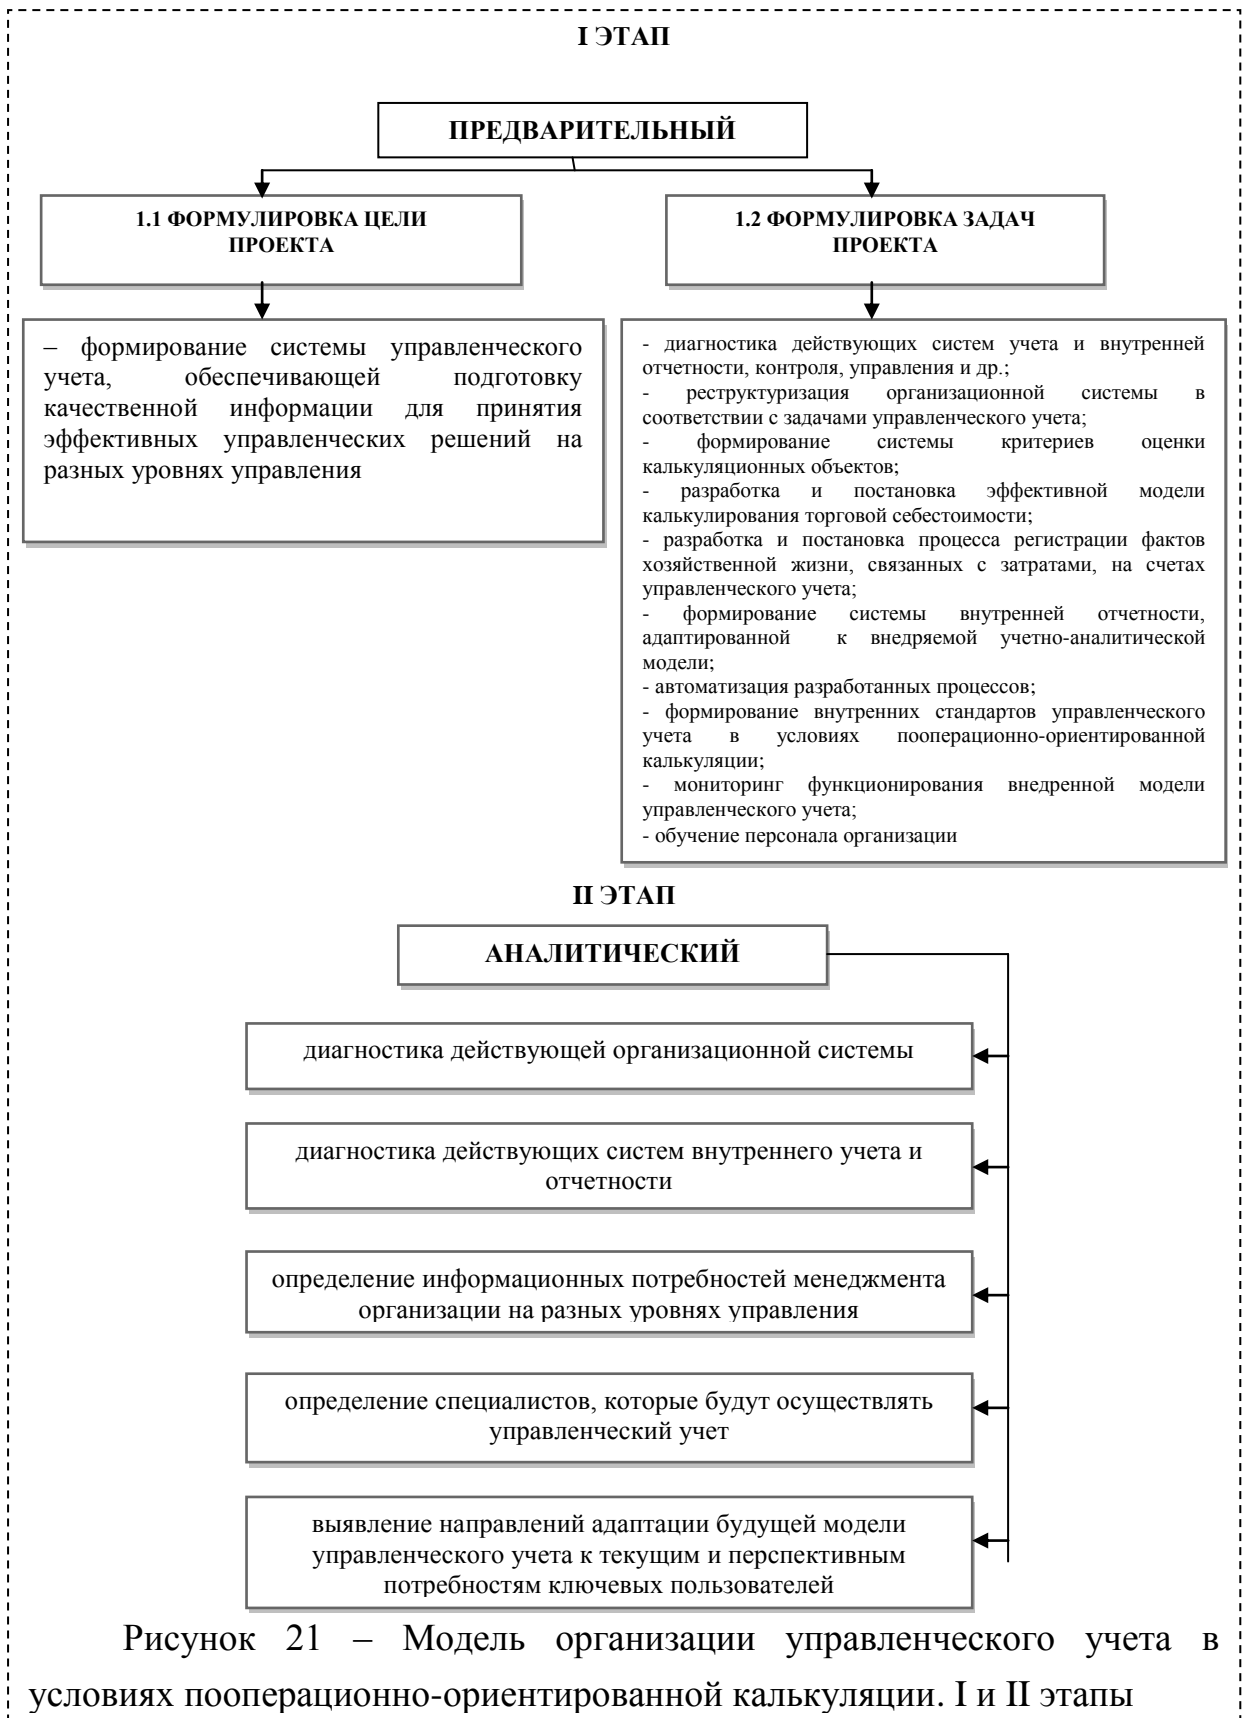 I ЭТАП
ПРЕДВАРИТЕЛЬНЫЙ
1.1 ФОРМУЛИРОВКА ЦЕЛИ
ПРОЕКТА
– формирование системы управленческого
учета, обеспечивающей подготовку
качественной информации для принятия
эффективных управленческих решений на
разных уровнях управления
1.2 ФОРМУЛИРОВКА ЗАДАЧ
ПРОЕКТА
- диагностика действующих систем учета и внутренней
отчетности, контроля, управления и др.;
- реструктуризация организационной системы в
соответствии с задачами управленческого учета;
- формирование системы критериев оценки
калькуляционных объектов;
- разработка и постановка эффективной модели
калькулирования торговой себестоимости;
- разработка и постановка процесса регистрации фактов
хозяйственной жизни, связанных с затратами, на счетах
управленческого учета;
- формирование системы внутренней отчетности,
адаптированной к внедряемой учетно-аналитической
модели;
- автоматизация разработанных процессов;
- формирование внутренних стандартов управленческого
учета в условиях пооперационно-ориентированной
калькуляции;
- мониторинг функционирования внедренной модели
управленческого учета;
- обучение персонала организации
II ЭТАП
АНАЛИТИЧЕСКИЙ
диагностика действующей организационной системы
диагностика действующих систем внутреннего учета и
отчетности
определение информационных потребностей менеджмента
организации на разных уровнях управления
определение специалистов, которые будут осуществлять
управленческий учет
выявление направлений адаптации будущей модели
управленческого учета к текущим и перспективным
потребностям ключевых пользователей
Рисунок 21 – Модель организации управленческого учета в
условиях пооперационно-ориентированной калькуляции. I и II этапы